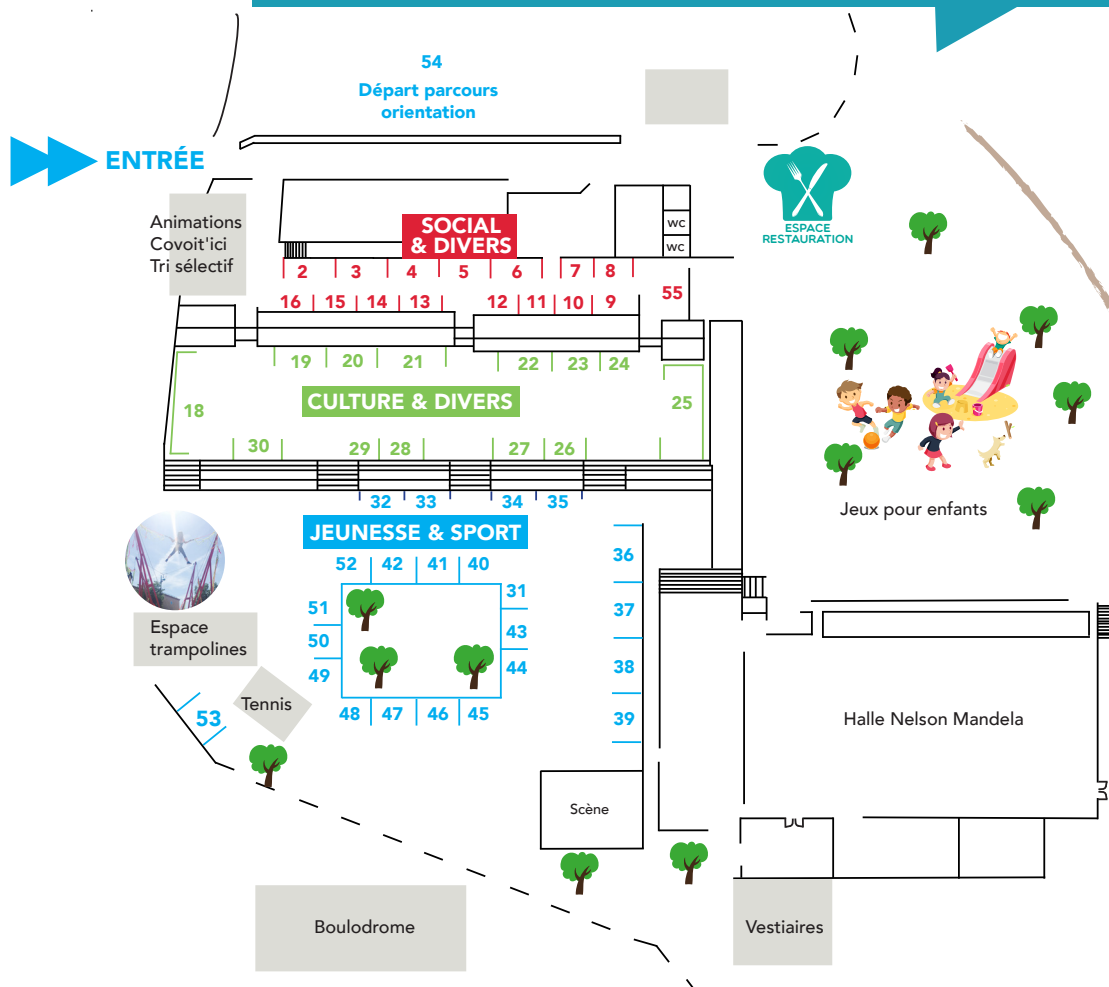 54
Départ parcours
orientation
ENTRÉE
ESPACE
RESTAURATION
Animations
Covoit'ici
Tri sélectif
SOCIAL
& DIVERS
WC
WC
2 3 4 5 6 7 8
16 15 14 13 12 11 10 9 55
19 20 21 22 23 24
18
CULTURE & DIVERS
25
30 29 28 27 26
32 33 34 35
JEUNESSE & SPORT
Jeux pour enfants
36
52 42 41 40
31
51
37
43
50
44
49
38
48 47 46 45
39
Espace
trampolines
Tennis
53
Halle Nelson Mandela
Scène
Boulodrome
Vestiaires